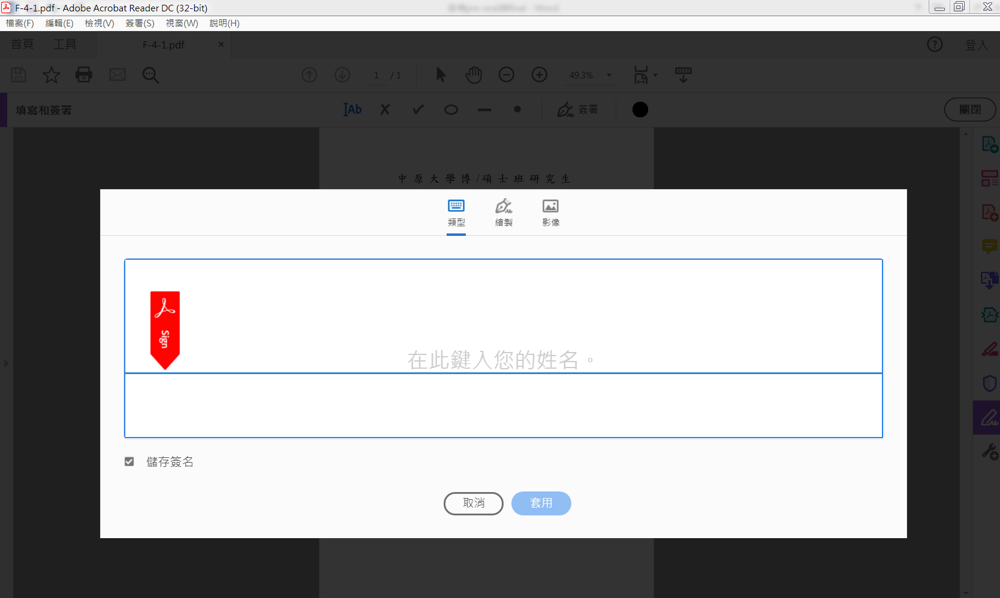 F-4-1.pdf - Adobe Acrobat Reader DC (32-bit)
檔案(F) 編輯(E) 檢視(V) 簽署(S) 視窗(W) 說明(H)
首頁 工具 F-4-1.pdf × ? 登入
1 / 1 49.3%
填寫和簽署 Ab 簽署 關閉
中原大學博/碩士班研究生
類型 繪製 影像
Sign
在此鍵入您的姓名。
儲存簽名
取消 套用